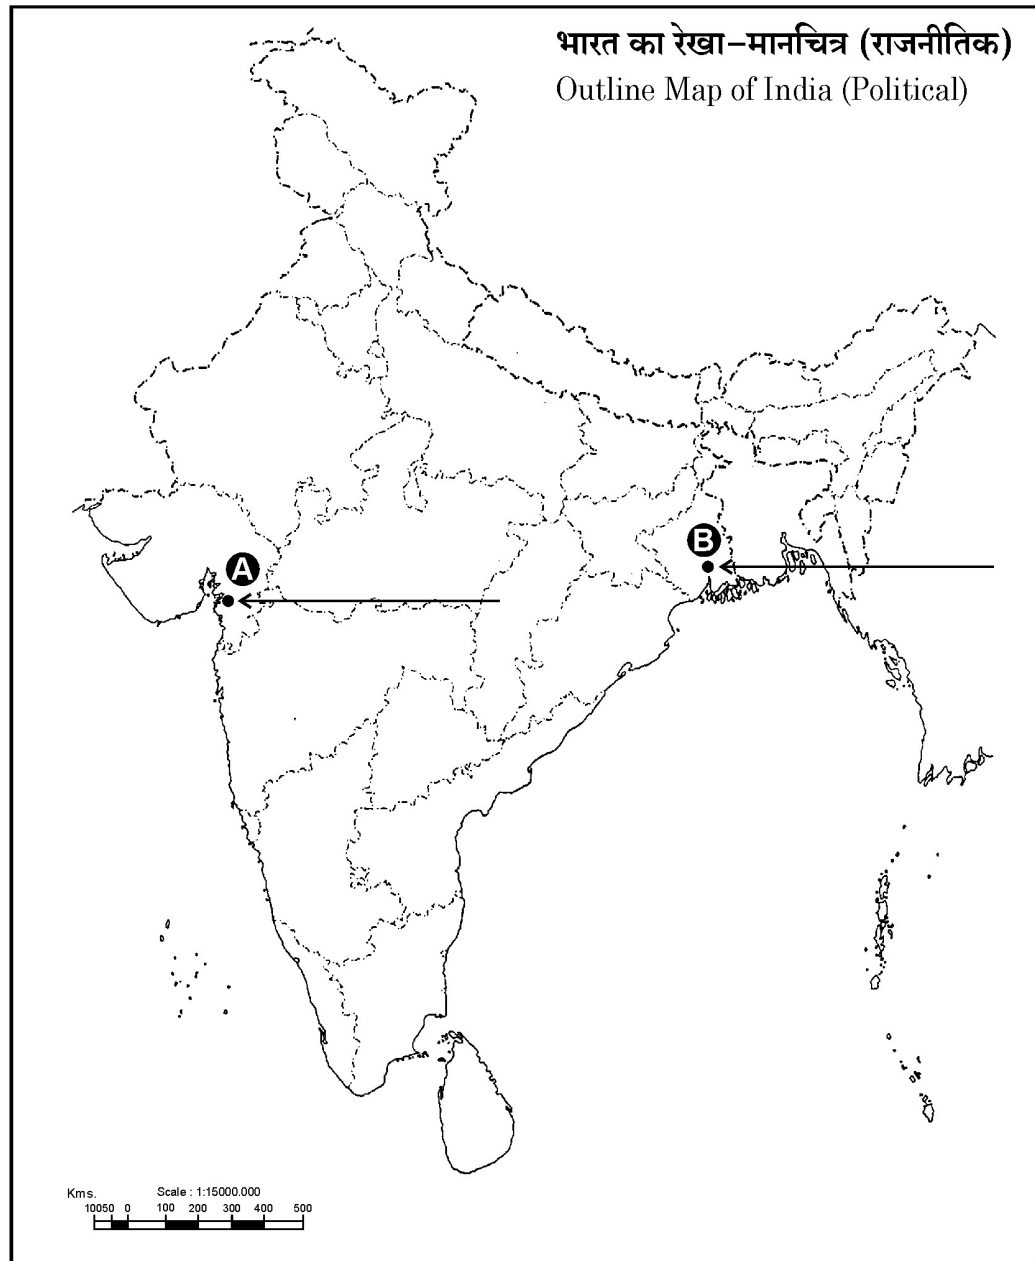 भारत का रेखा–मानचित्र (राजनीतिक)
Outline Map of India (Political)
A
B
Kms.
Scale : 1:15000.000
10050 0 100 200 300 400 500